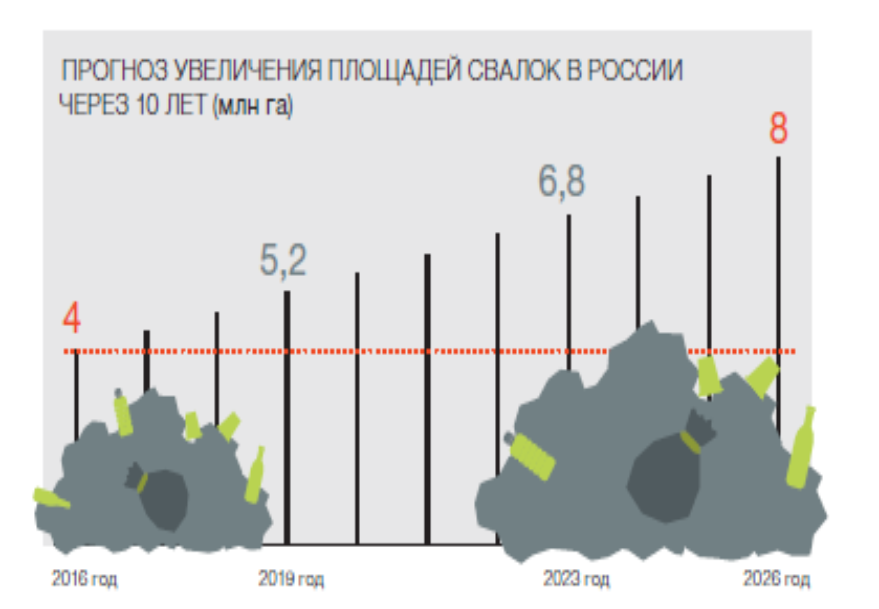 ПРОГНОЗ УВЕЛИЧЕНИЯ ПЛОЩАДЕЙ СВАЛОК В РОССИИ
ЧЕРЕЗ 10 ЛЕТ (млн га)
8
6,8
5,2
4
2016 год 2019 год 2023 год 2026 год